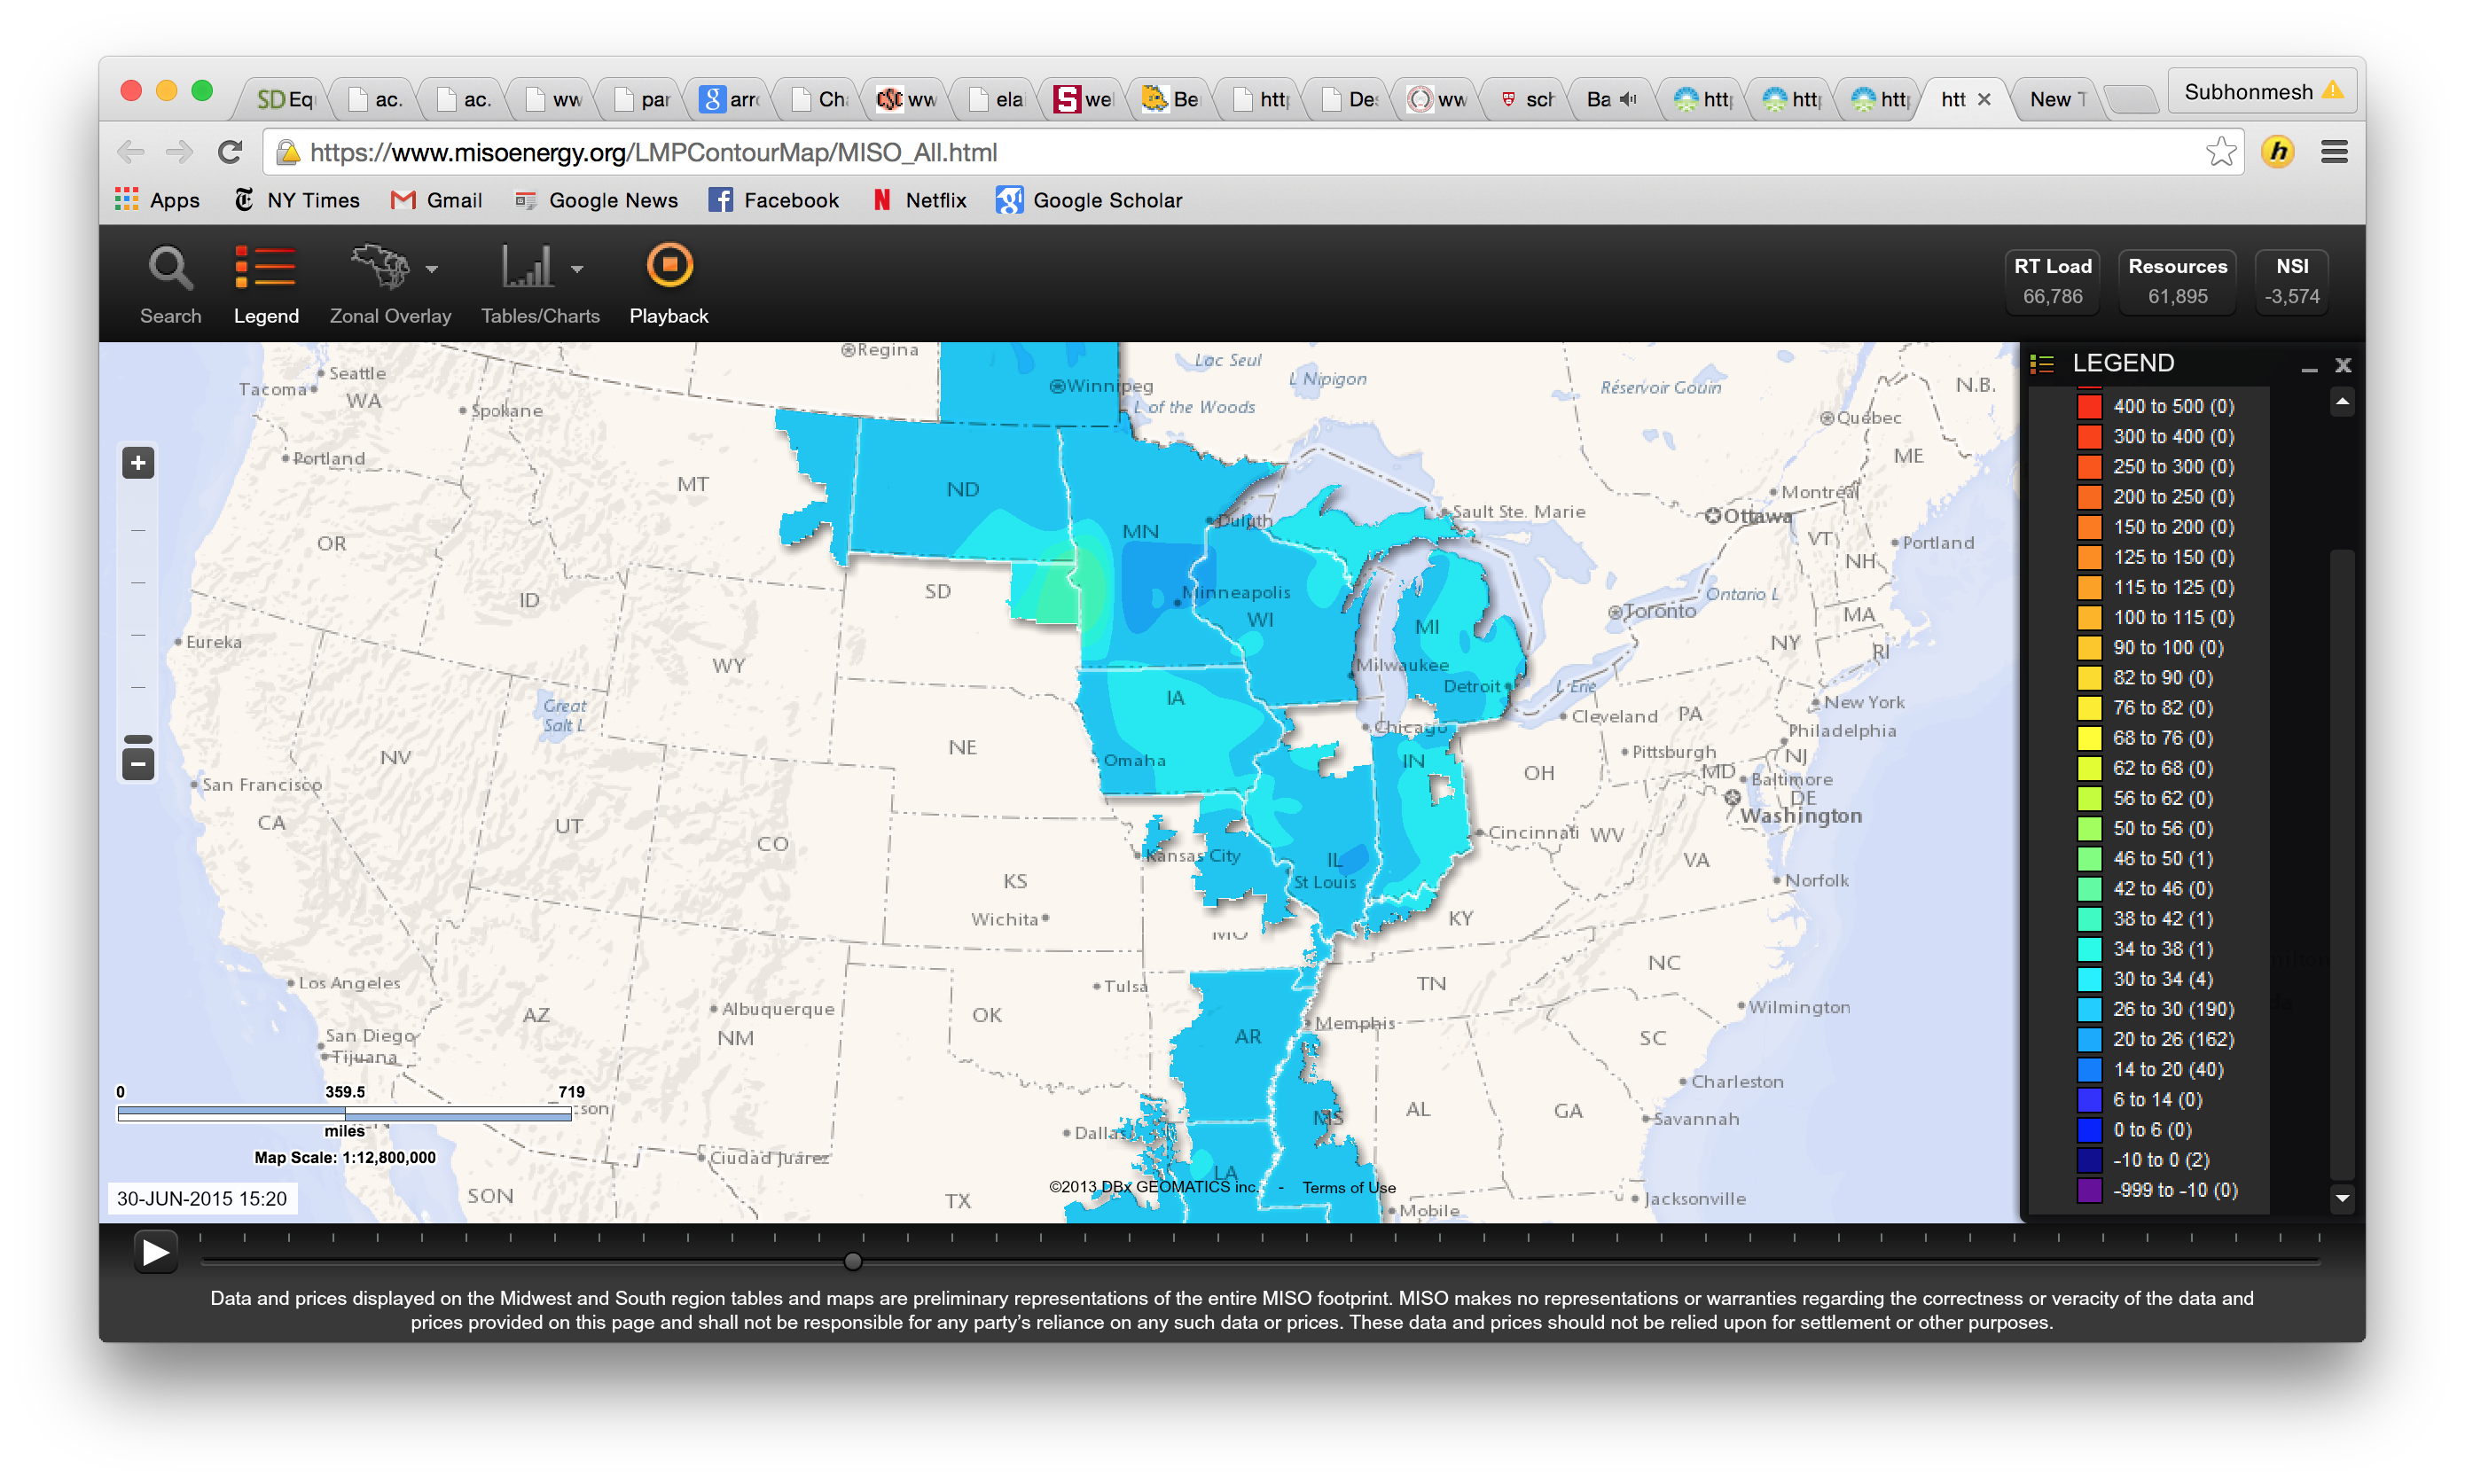 SD Eq
ac.
ac.
ww
par
arr
Ch
CSC ww
elai
S we
Be
http
De
ww
sch
Ba
http
http
http
htt
New T
Subhonmesh
https://www.misoenergy.org/LMPContourMap/MISO_All.html
Apps NY Times Gmail Google News Facebook Netflix Google Scholar
Search Legend Zonal Overlay Tables/Charts Playback
RT Load Resources NSI
66,786 61,895 -3,574
LEGEND
400 to 500 (0)
300 to 400 (0)
250 to 300 (0)
200 to 250 (0)
150 to 200 (0)
125 to 150 (0)
115 to 125 (0)
100 to 115 (0)
90 to 100 (0)
82 to 90 (0)
76 to 82 (0)
68 to 76 (0)
62 to 68 (0)
56 to 62 (0)
50 to 56 (0)
46 to 50 (1)
42 to 46 (0)
38 to 42 (1)
34 to 38 (1)
30 to 34 (4)
26 to 30 (190)
20 to 26 (162)
14 to 20 (40)
6 to 14 (0)
0 to 6 (0)
-10 to 0 (2)
-999 to -10 (0)
Regina
Lac Seul
L Nipigon
Réservoir Gouin
N.B.
Seattle
Tacoma
WA
Winnipeg
L of the Woods
Québec
Spokane
Portland
ME
MT
ND
Montréal
Sault Ste. Marie
Ottawa
Duluth
MN
OR
VT
Portland
NH
ID
SD
Minneapolis
Ontario L
Toronto
MA
WI
MI
Eureka
NY
RI
WY
Milwaukee
Detroit
L Erie
IA
Great
Salt L
New York
Cleveland
PA
Chicago
Philadelphia
NE
NV
Omaha
IN
Pittsburgh
NJ
OH
MD
Baltimore
San Francisco
DE
Washington
CA
UT
CO
Cincinnati
WV
Kansas City
IL
VA
KS
St Louis
Norfolk
Wichita
KY
MO
NC
Los Angeles
Tulsa
TN
Albuquerque
AZ
OK
Wilmington
Memphis
San Diego
NM
AR
SC
Tijuana
Charleston
0 359.5 719
son
AL
GA
MS
Savannah
miles
Dallas
Map Scale: 1:12,800,000
Ciudad Juárez
LA
©2013 DBx GEOMATICS inc. - Terms of Use
30-JUN-2015 15:20
SON
TX
Jacksonville
Mobile
Data and prices displayed on the Midwest and South region tables and maps are preliminary representations of the entire MISO footprint. MISO makes no representations or warranties regarding the correctness or veracity of the data and
prices provided on this page and shall not be responsible for any party's reliance on any such data or prices. These data and prices should not be relied upon for settlement or other purposes.